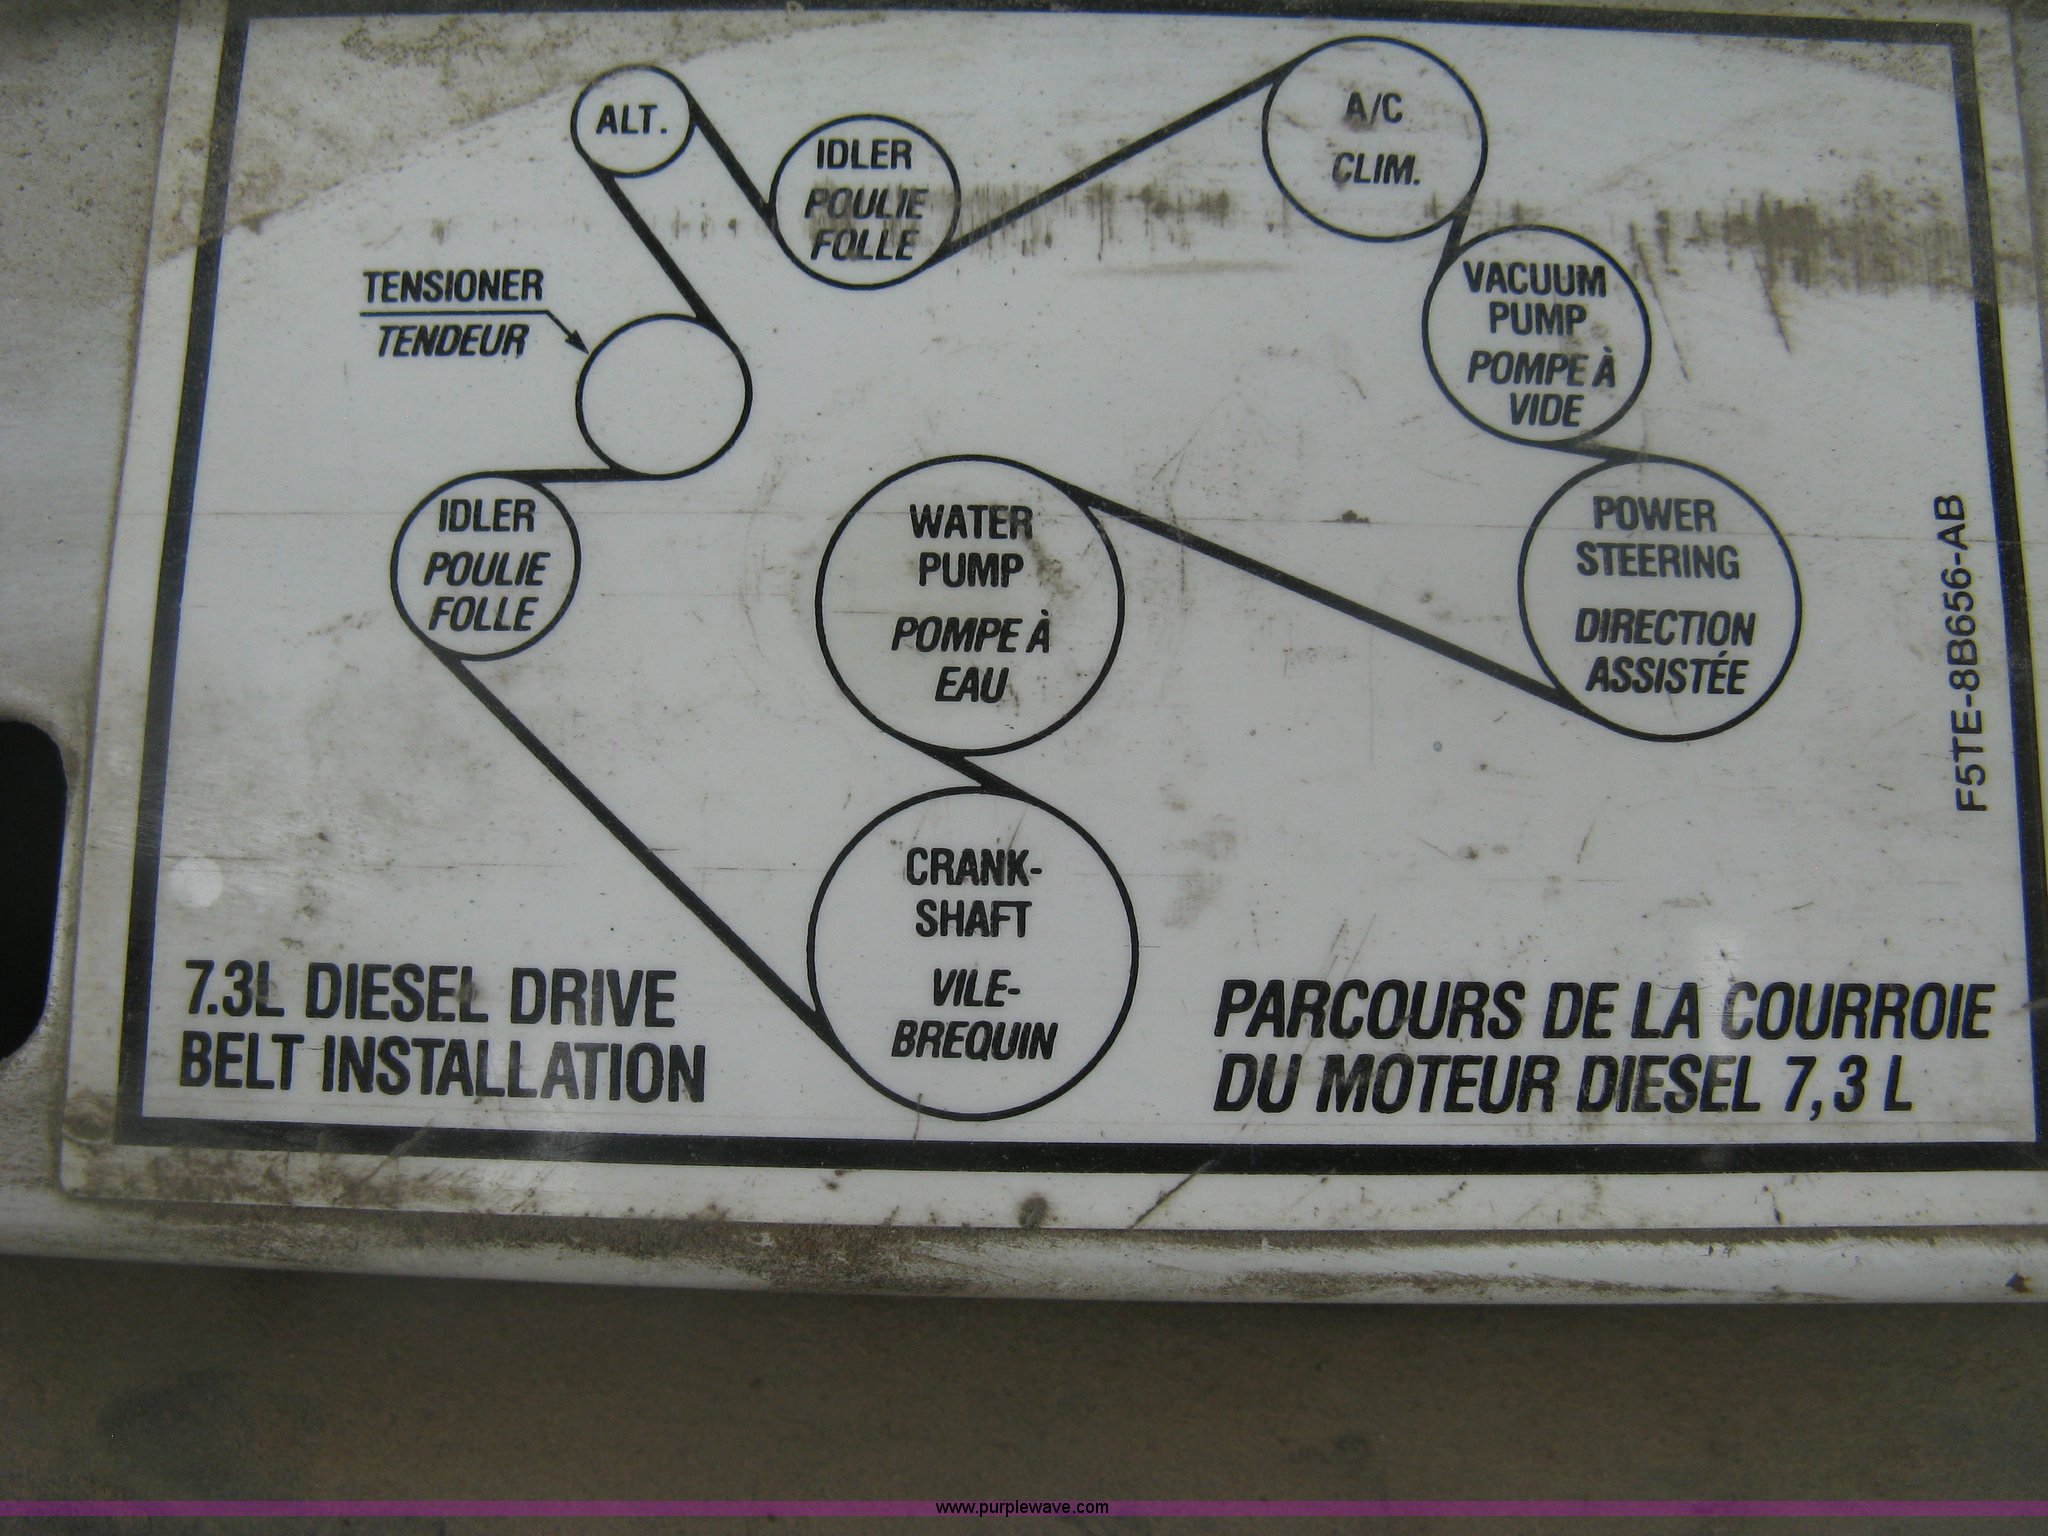 ALT.
IDLER
POULIE
FOLLE
A/C
CLIM.
TENSIONER
TENDEUR
VACUUM
PUMP
POMPE À
VIDE
IDLER
POULIE
FOLLE
WATER
PUMP
POMPE À
EAU
POWER
STEERING
DIRECTION
ASSISTÉE
F5TE-8B656-AB
CRANK-
SHAFT
VILE-
BREQUIN
7.3L DIESEL DRIVE
BELT INSTALLATION
PARCOURS DE LA COURROIE
DU MOTEUR DIESEL 7,3 L
www.purplewave.com